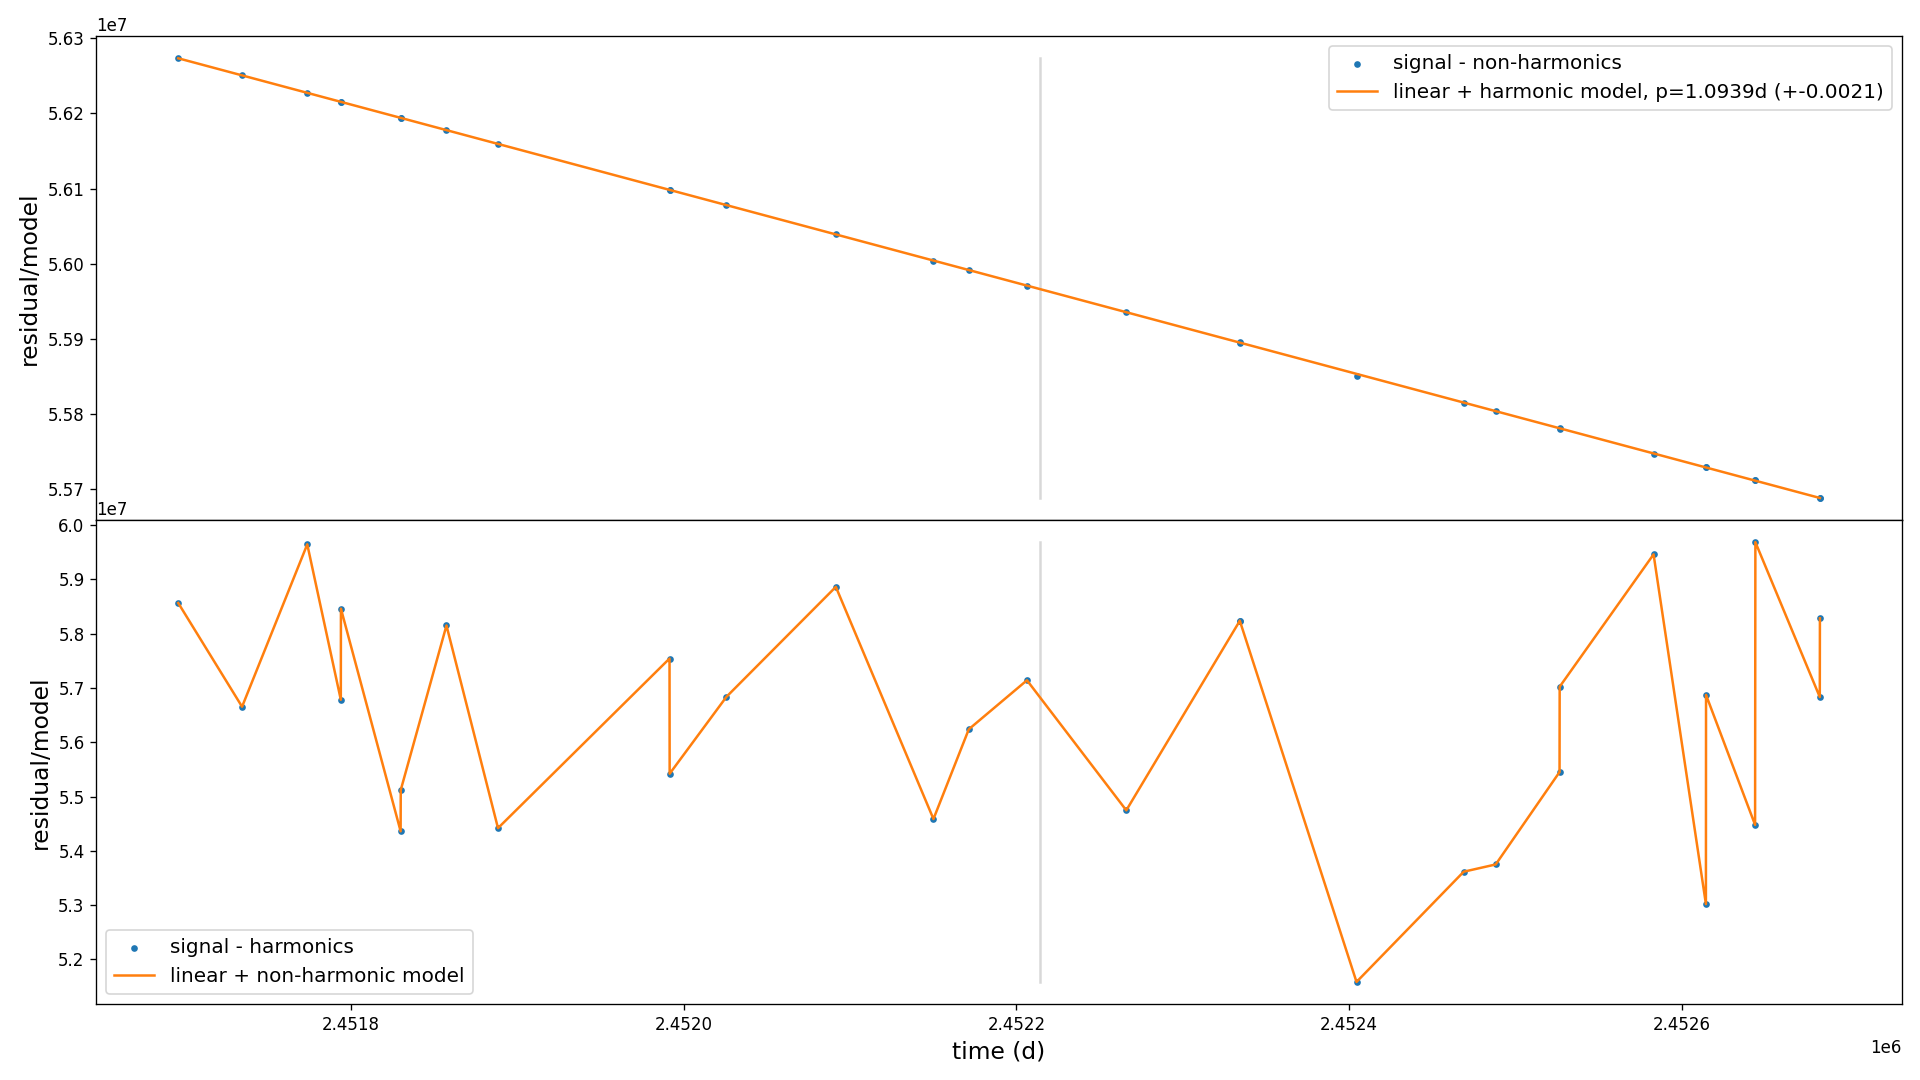 1e7
5.63
5.62
5.61
5.60
5.59
5.58
5.57
residual/model
signal - non-harmonics
linear + harmonic model, p=1.0939d (+-0.0021)
1e7
6.0
5.9
5.8
5.7
5.6
5.5
5.4
5.3
5.2
residual/model
signal - harmonics
linear + non-harmonic model
2.4518 2.4520 2.4522 2.4524 2.4526
time (d)
1e6